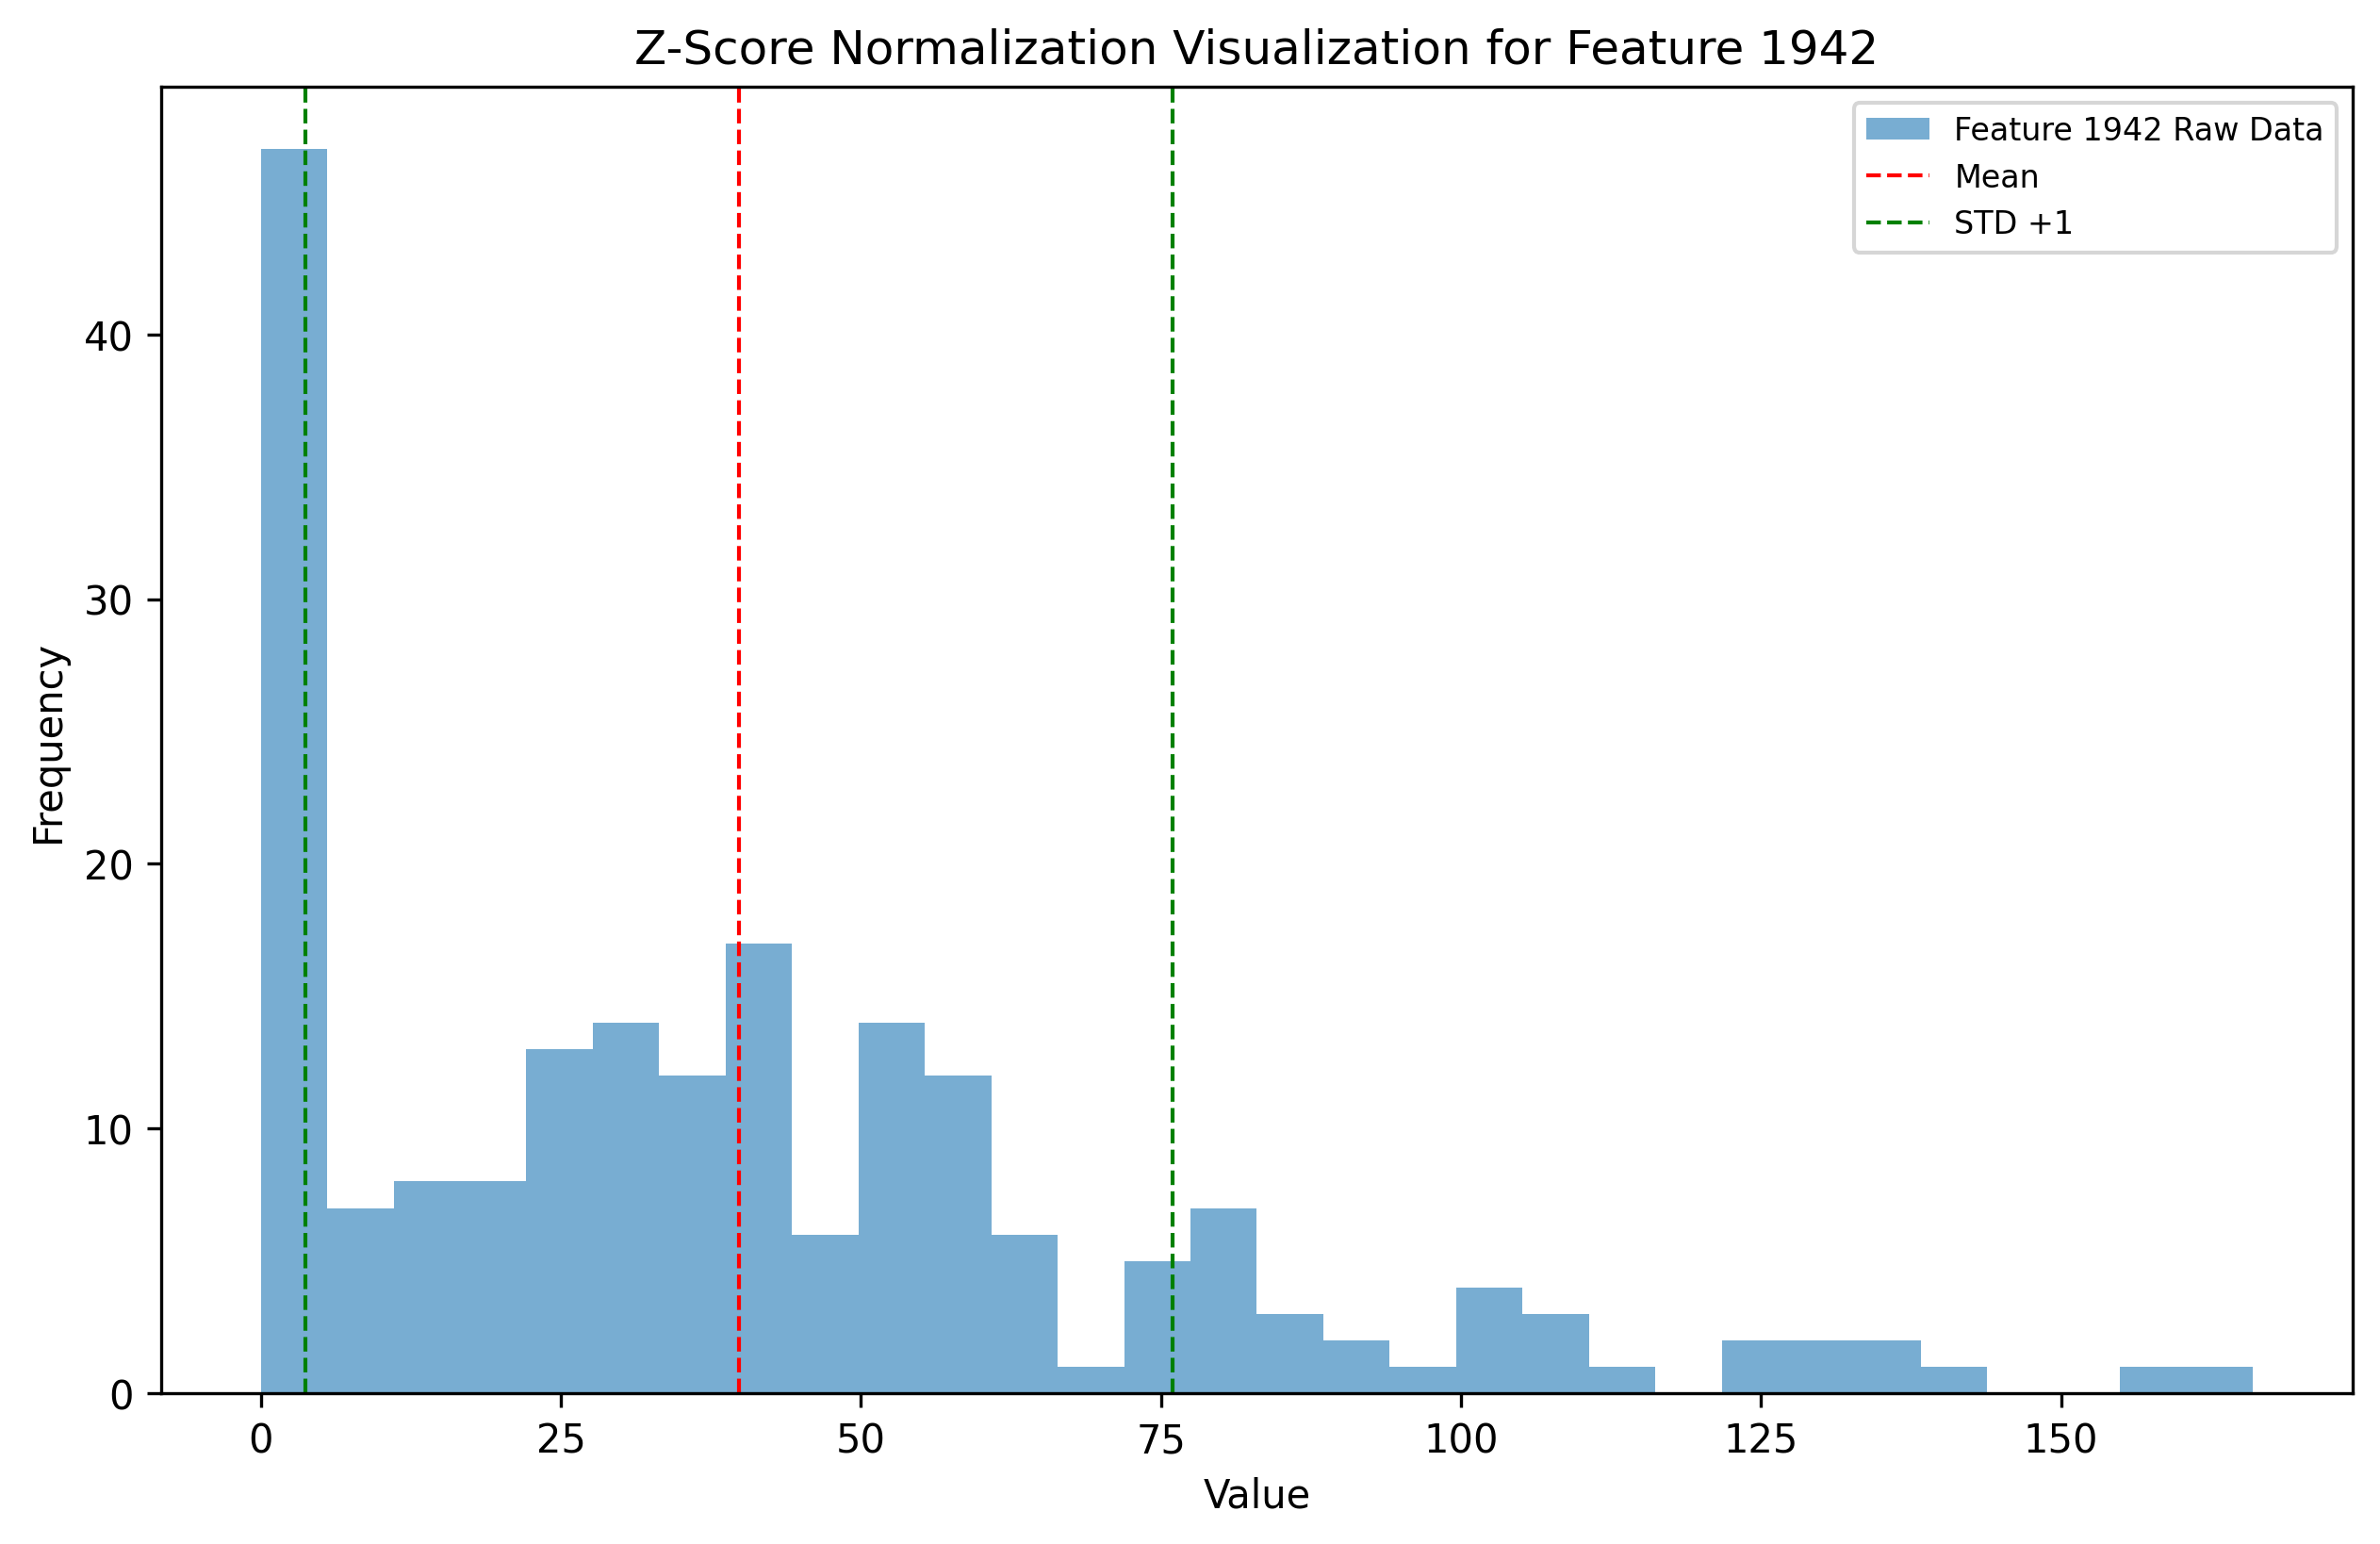 Z-Score Normalization Visualization for Feature 1942
Feature 1942 Raw Data
Mean
STD +1
Frequency
40
30
20
10
0
0 25 50 75 100 125 150
Value